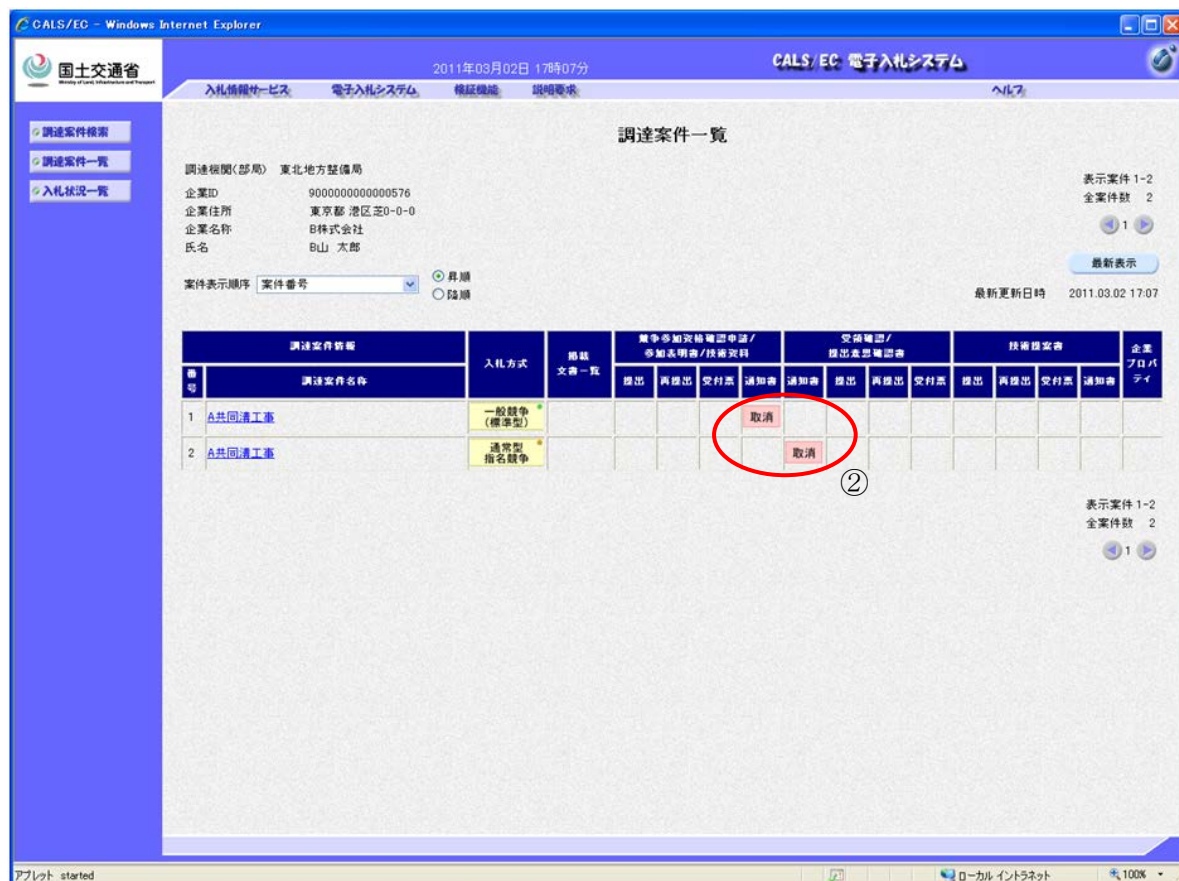 CALS/EC - Windows Internet Explorer
国土交通省
Ministry of Land, Infrastructure and Transport
2011年03月02日 17時07分
CALS/EC 電子入札システム
入札情報サービス 電子入札システム 検証機能 説明要求 ヘルプ
調達案件検索
調達案件一覧
入札状況一覧
調達案件一覧
調達機関(部局) 東北地方整備局
企業ID 9000000000000576
企業住所 東京都 港区芝0-0-0
企業名称 B株式会社
氏名 B山 太郎
表示案件 1-2
全案件数 2
1
案件表示順序 案件番号 昇順
降順
最新表示
最新更新日時 2011.03.02 17:07
調達案件情報 入札方式 掲載文書一覧 競争参加資格確認申請/参加表明書/技術資料 受領確認/提出意思確認書 技術提案書 企業プロパティ
番号 調達案件名称 提出 再提出 受付票 通知書 通知書 提出 再提出 受付票 提出 再提出 受付票 通知書
1 A共同溝工事 一般競争(標準型) 取消
2 A共同溝工事 通常型指名競争 取消
②
表示案件 1-2
全案件数 2
1
アプレット started ローカル イントラネット 100%